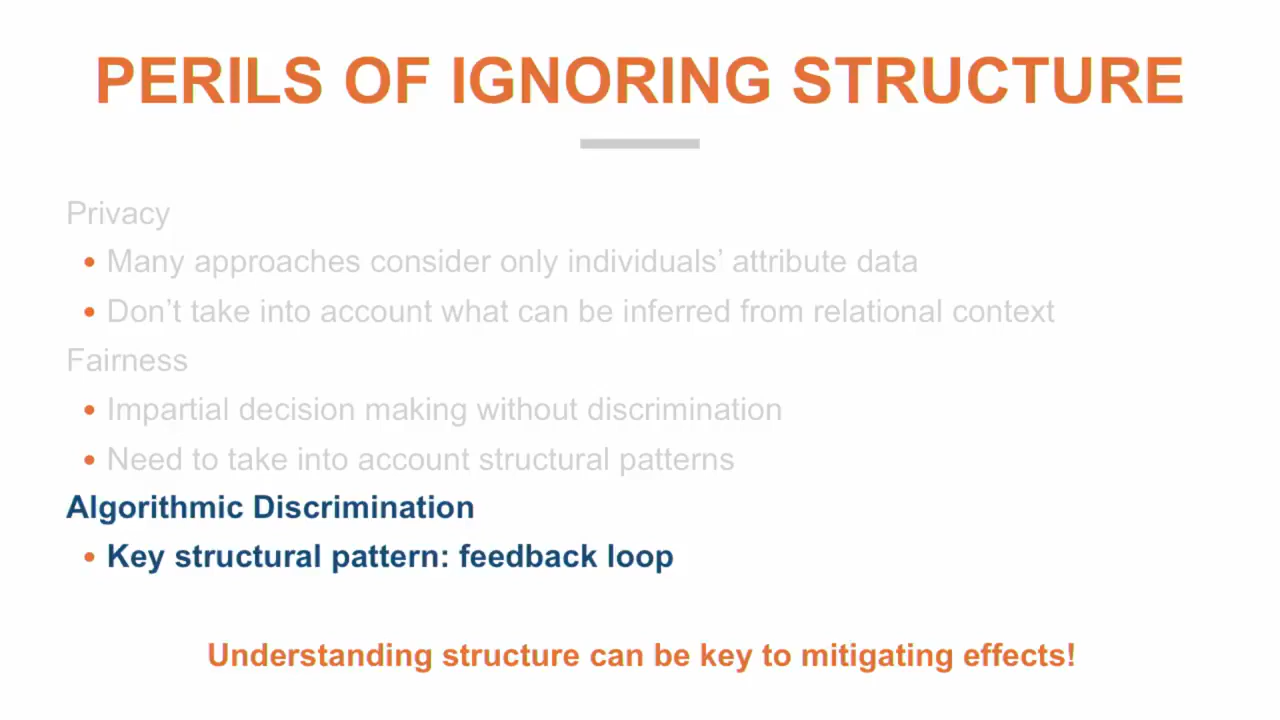 PERILS OF IGNORING STRUCTURE
Privacy
• Many approaches consider only individuals’ attribute data
• Don’t take into account what can be inferred from relational context
Fairness
• Impartial decision making without discrimination
• Need to take into account structural patterns
Algorithmic Discrimination
• Key structural pattern: feedback loop
Understanding structure can be key to mitigating effects!